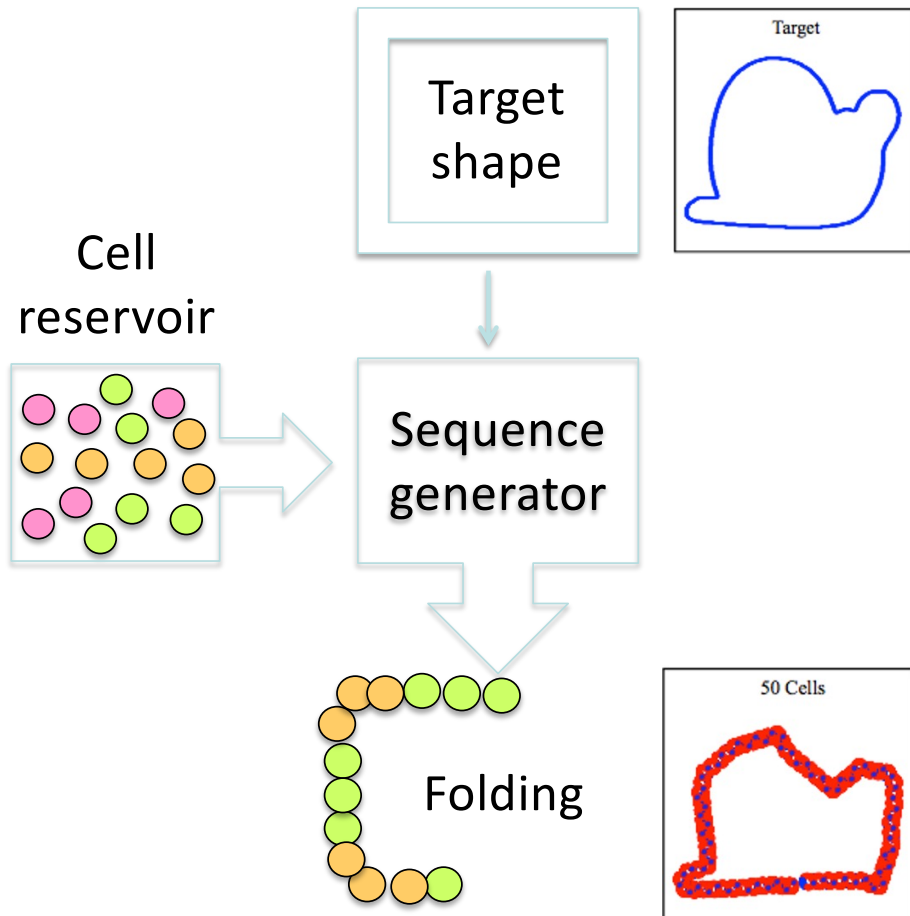 Target
shape
Target
Cell
reservoir
Sequence
generator
50 Cells
Folding